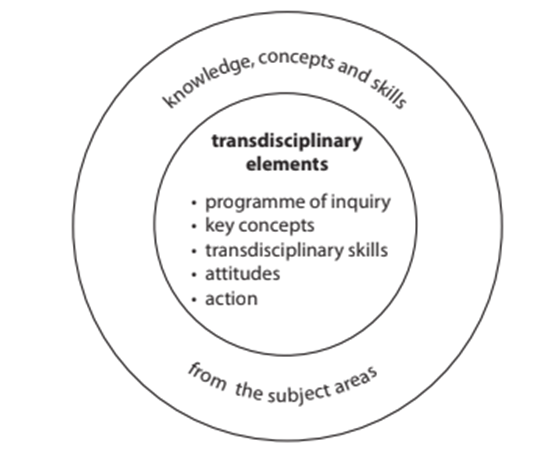 knowledge, concepts and skills
transdisciplinary
elements
• programme of inquiry
• key concepts
• transdisciplinary skills
• attitudes
• action
from the subject areas